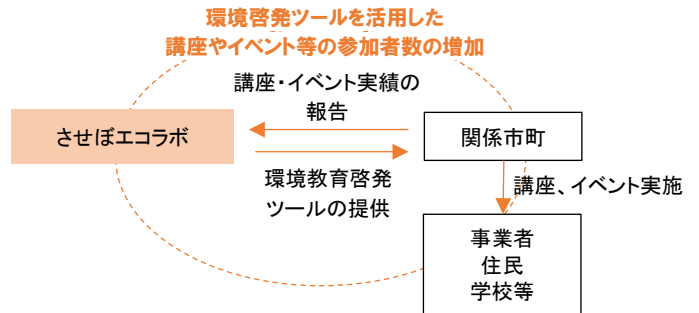 環境啓発ツールを活用した
講座やイベント等の参加者数の増加
講座・イベント実績の
報告
させぼエコラボ
関係市町
環境教育啓発
ツールの提供
講座、イベント実施
事業者
住民
学校等